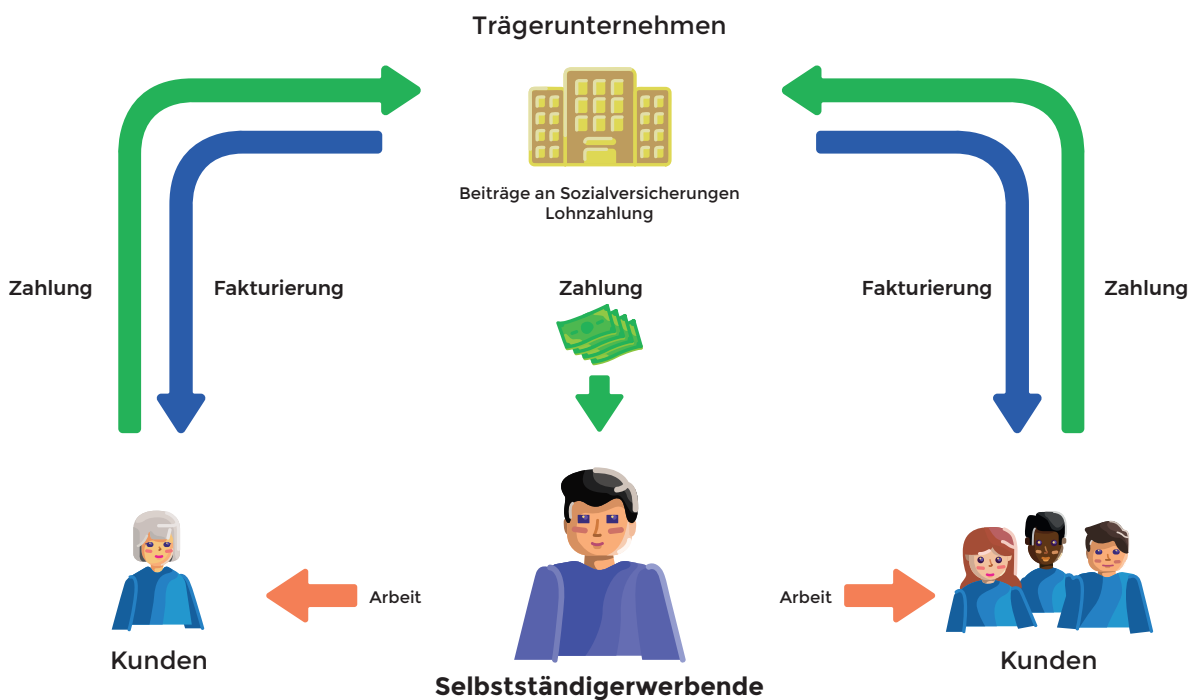 Trägerunternehmen
Beiträge an Sozialversicherungen
Lohnzahlung
Zahlung
Fakturierung
Zahlung
Fakturierung
Zahlung
Arbeit
Arbeit
Kunden
Selbstständigerwerbende
Kunden